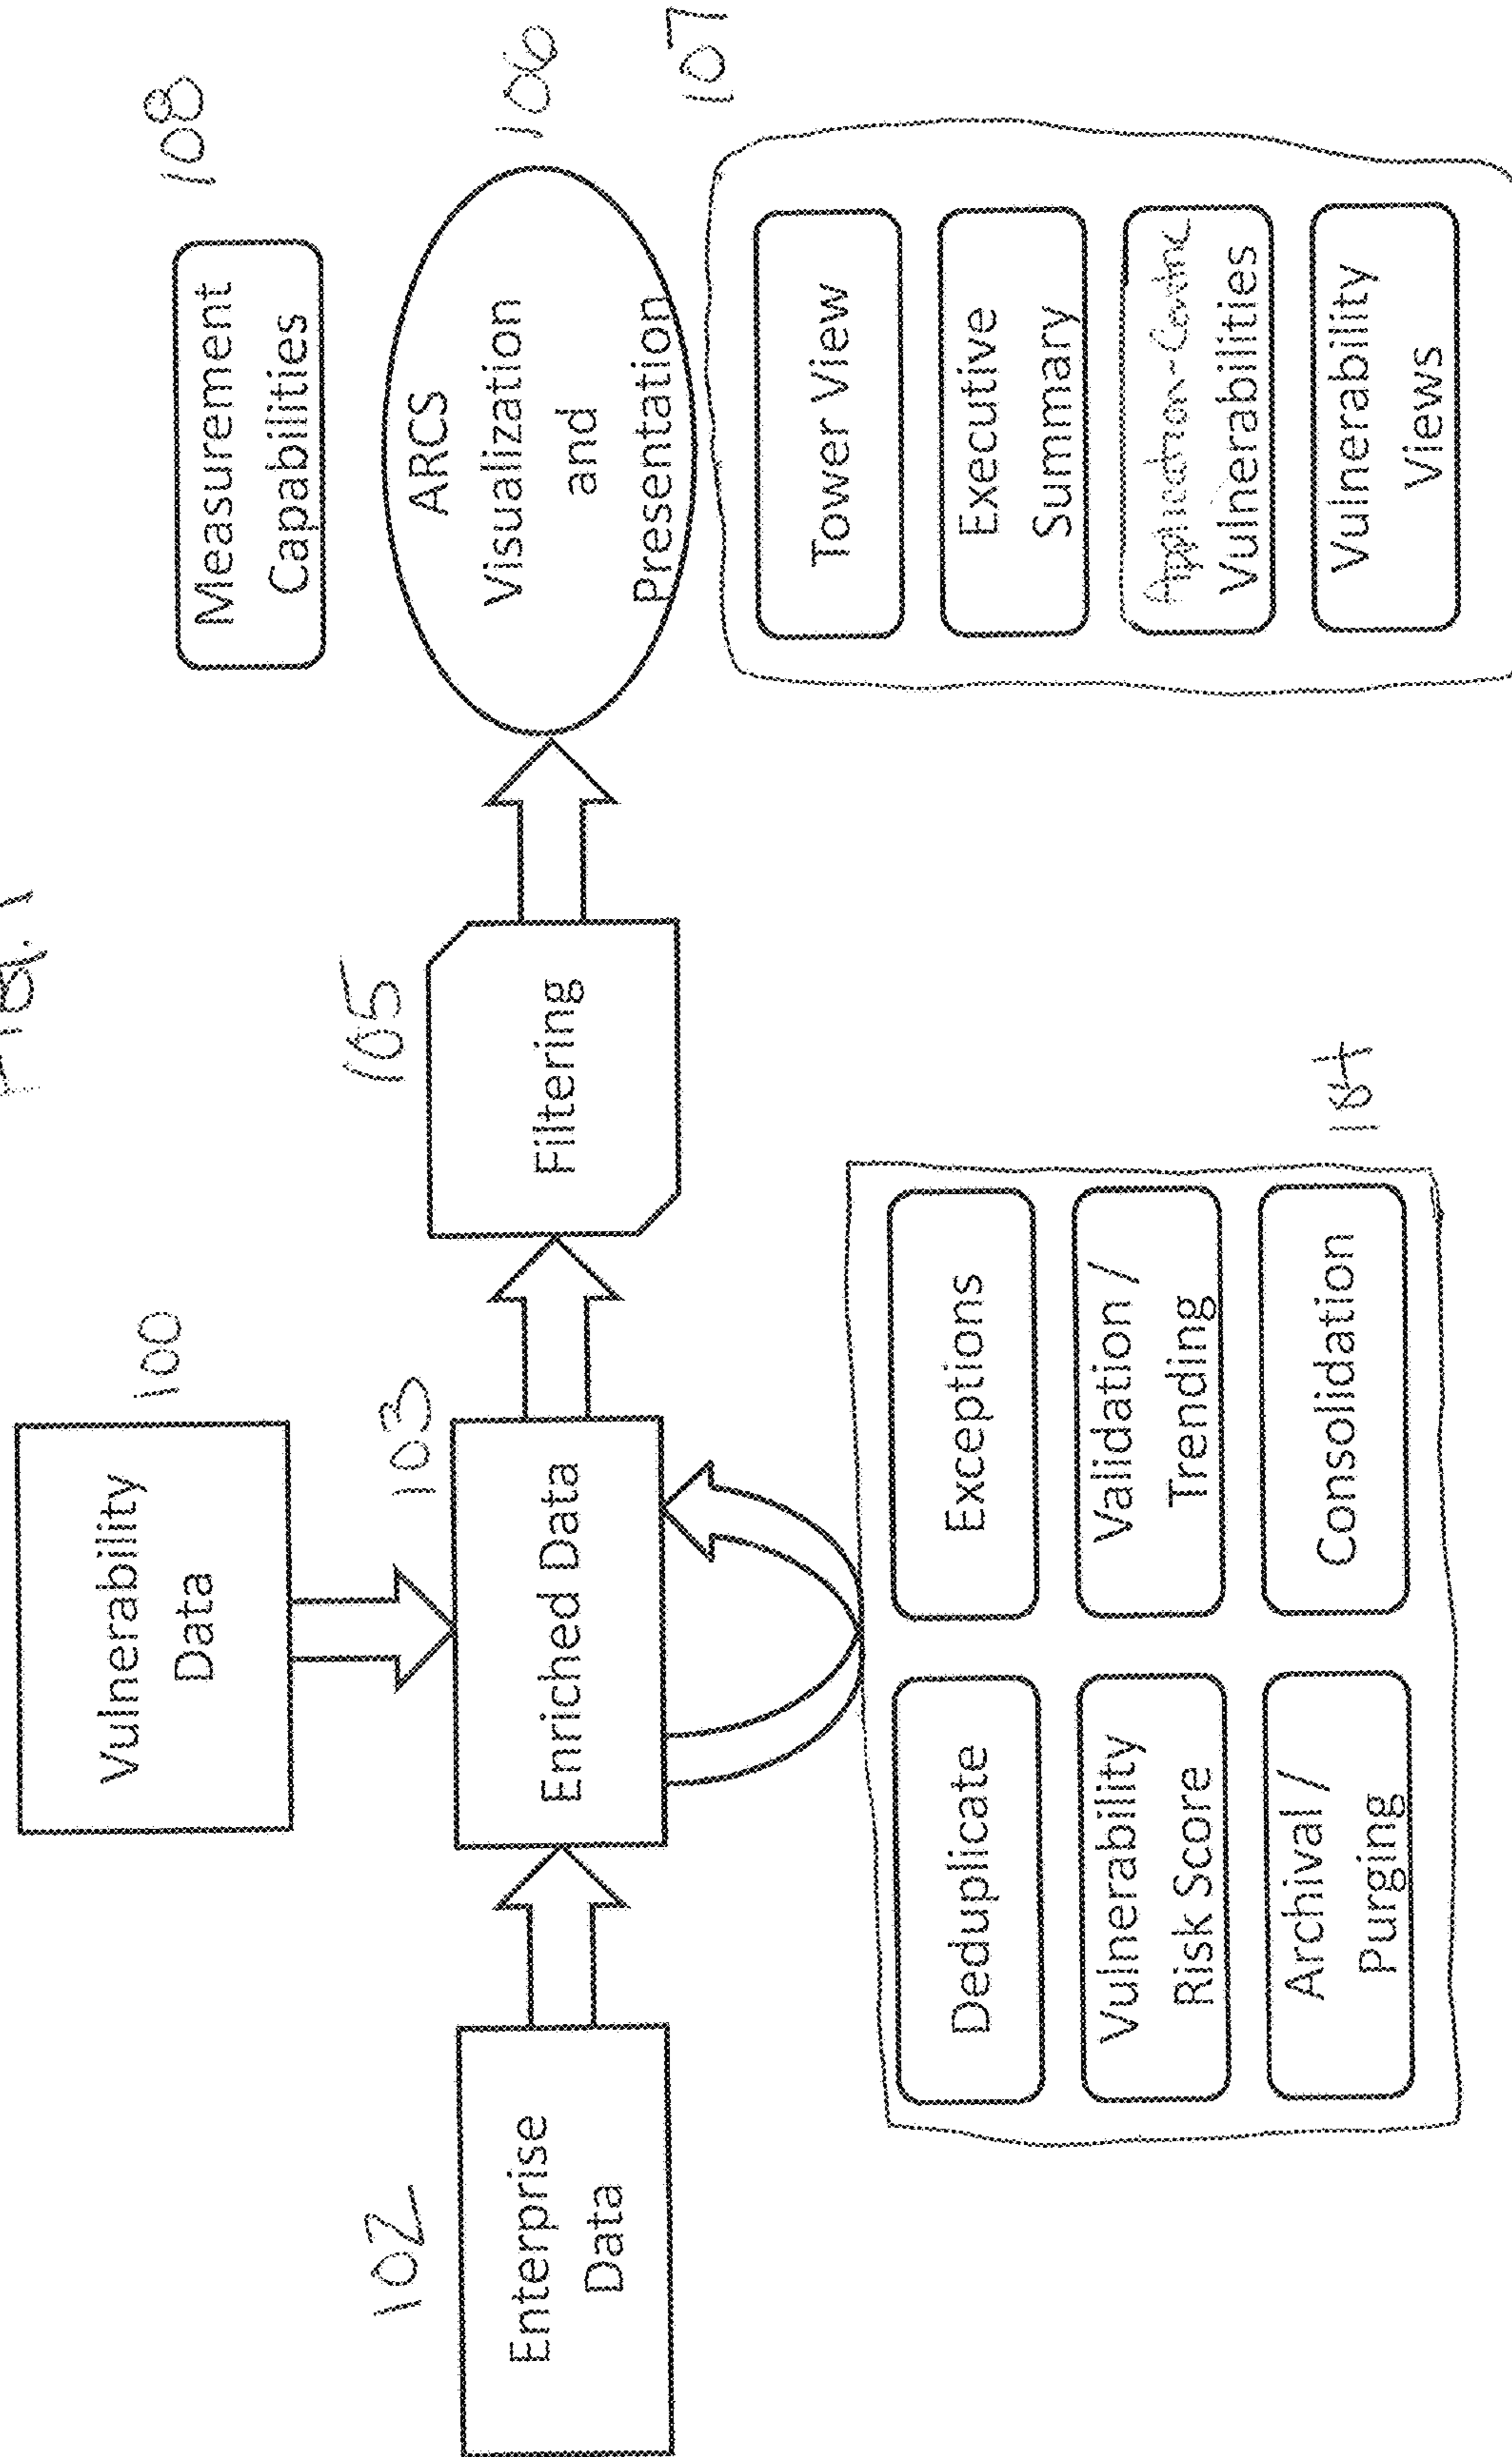 FIG. 1
100
Vulnerability
Data
102
Enterprise
Data
103
Enriched Data
105
Filtering
108
Measurement
Capabilities
106
ARCS
Visualization
and
Presentation
107
Tower View
Executive
Summary
Application-Centric
Vulnerabilities
Vulnerability
Views
104
Deduplicate
Exceptions
Vulnerability
Risk Score
Validation /
Trending
Archival /
Purging
Consolidation